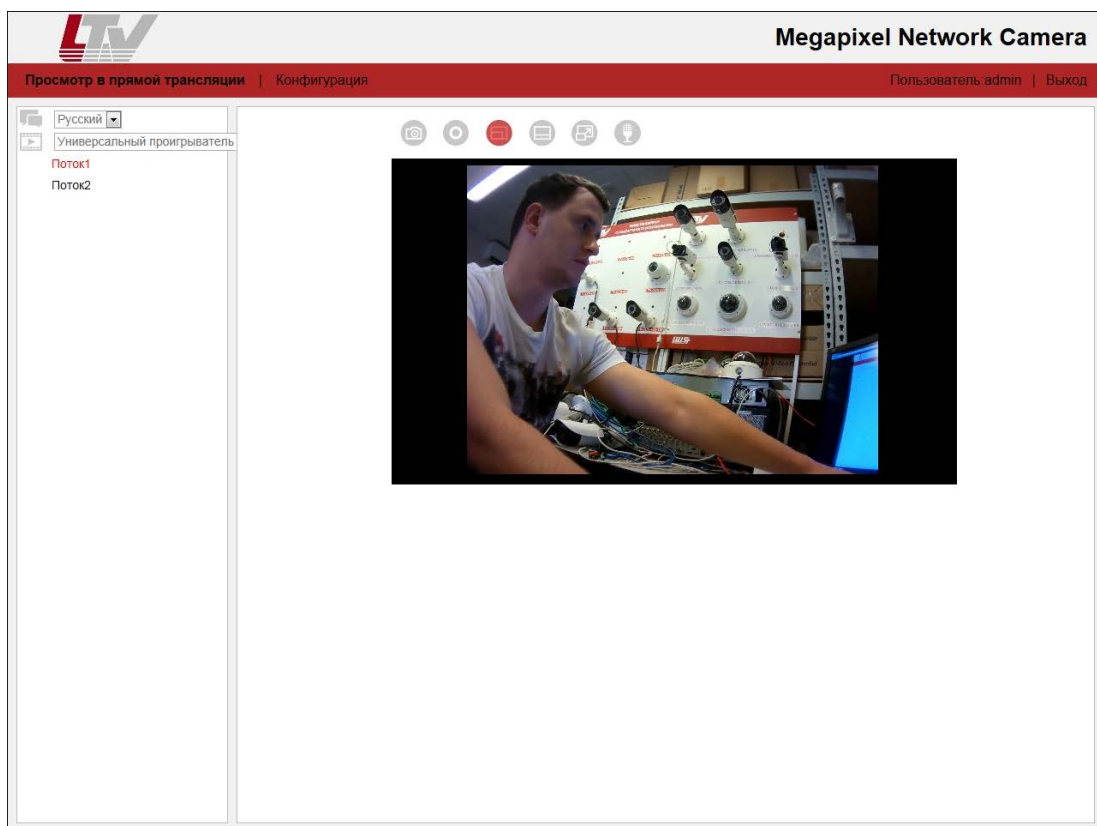 LTV
Megapixel Network Camera
Просмотр в прямой трансляции | Конфигурация
Пользователь:admin | Выход
Русский
Универсальный проигрыватель
Поток1
Поток2